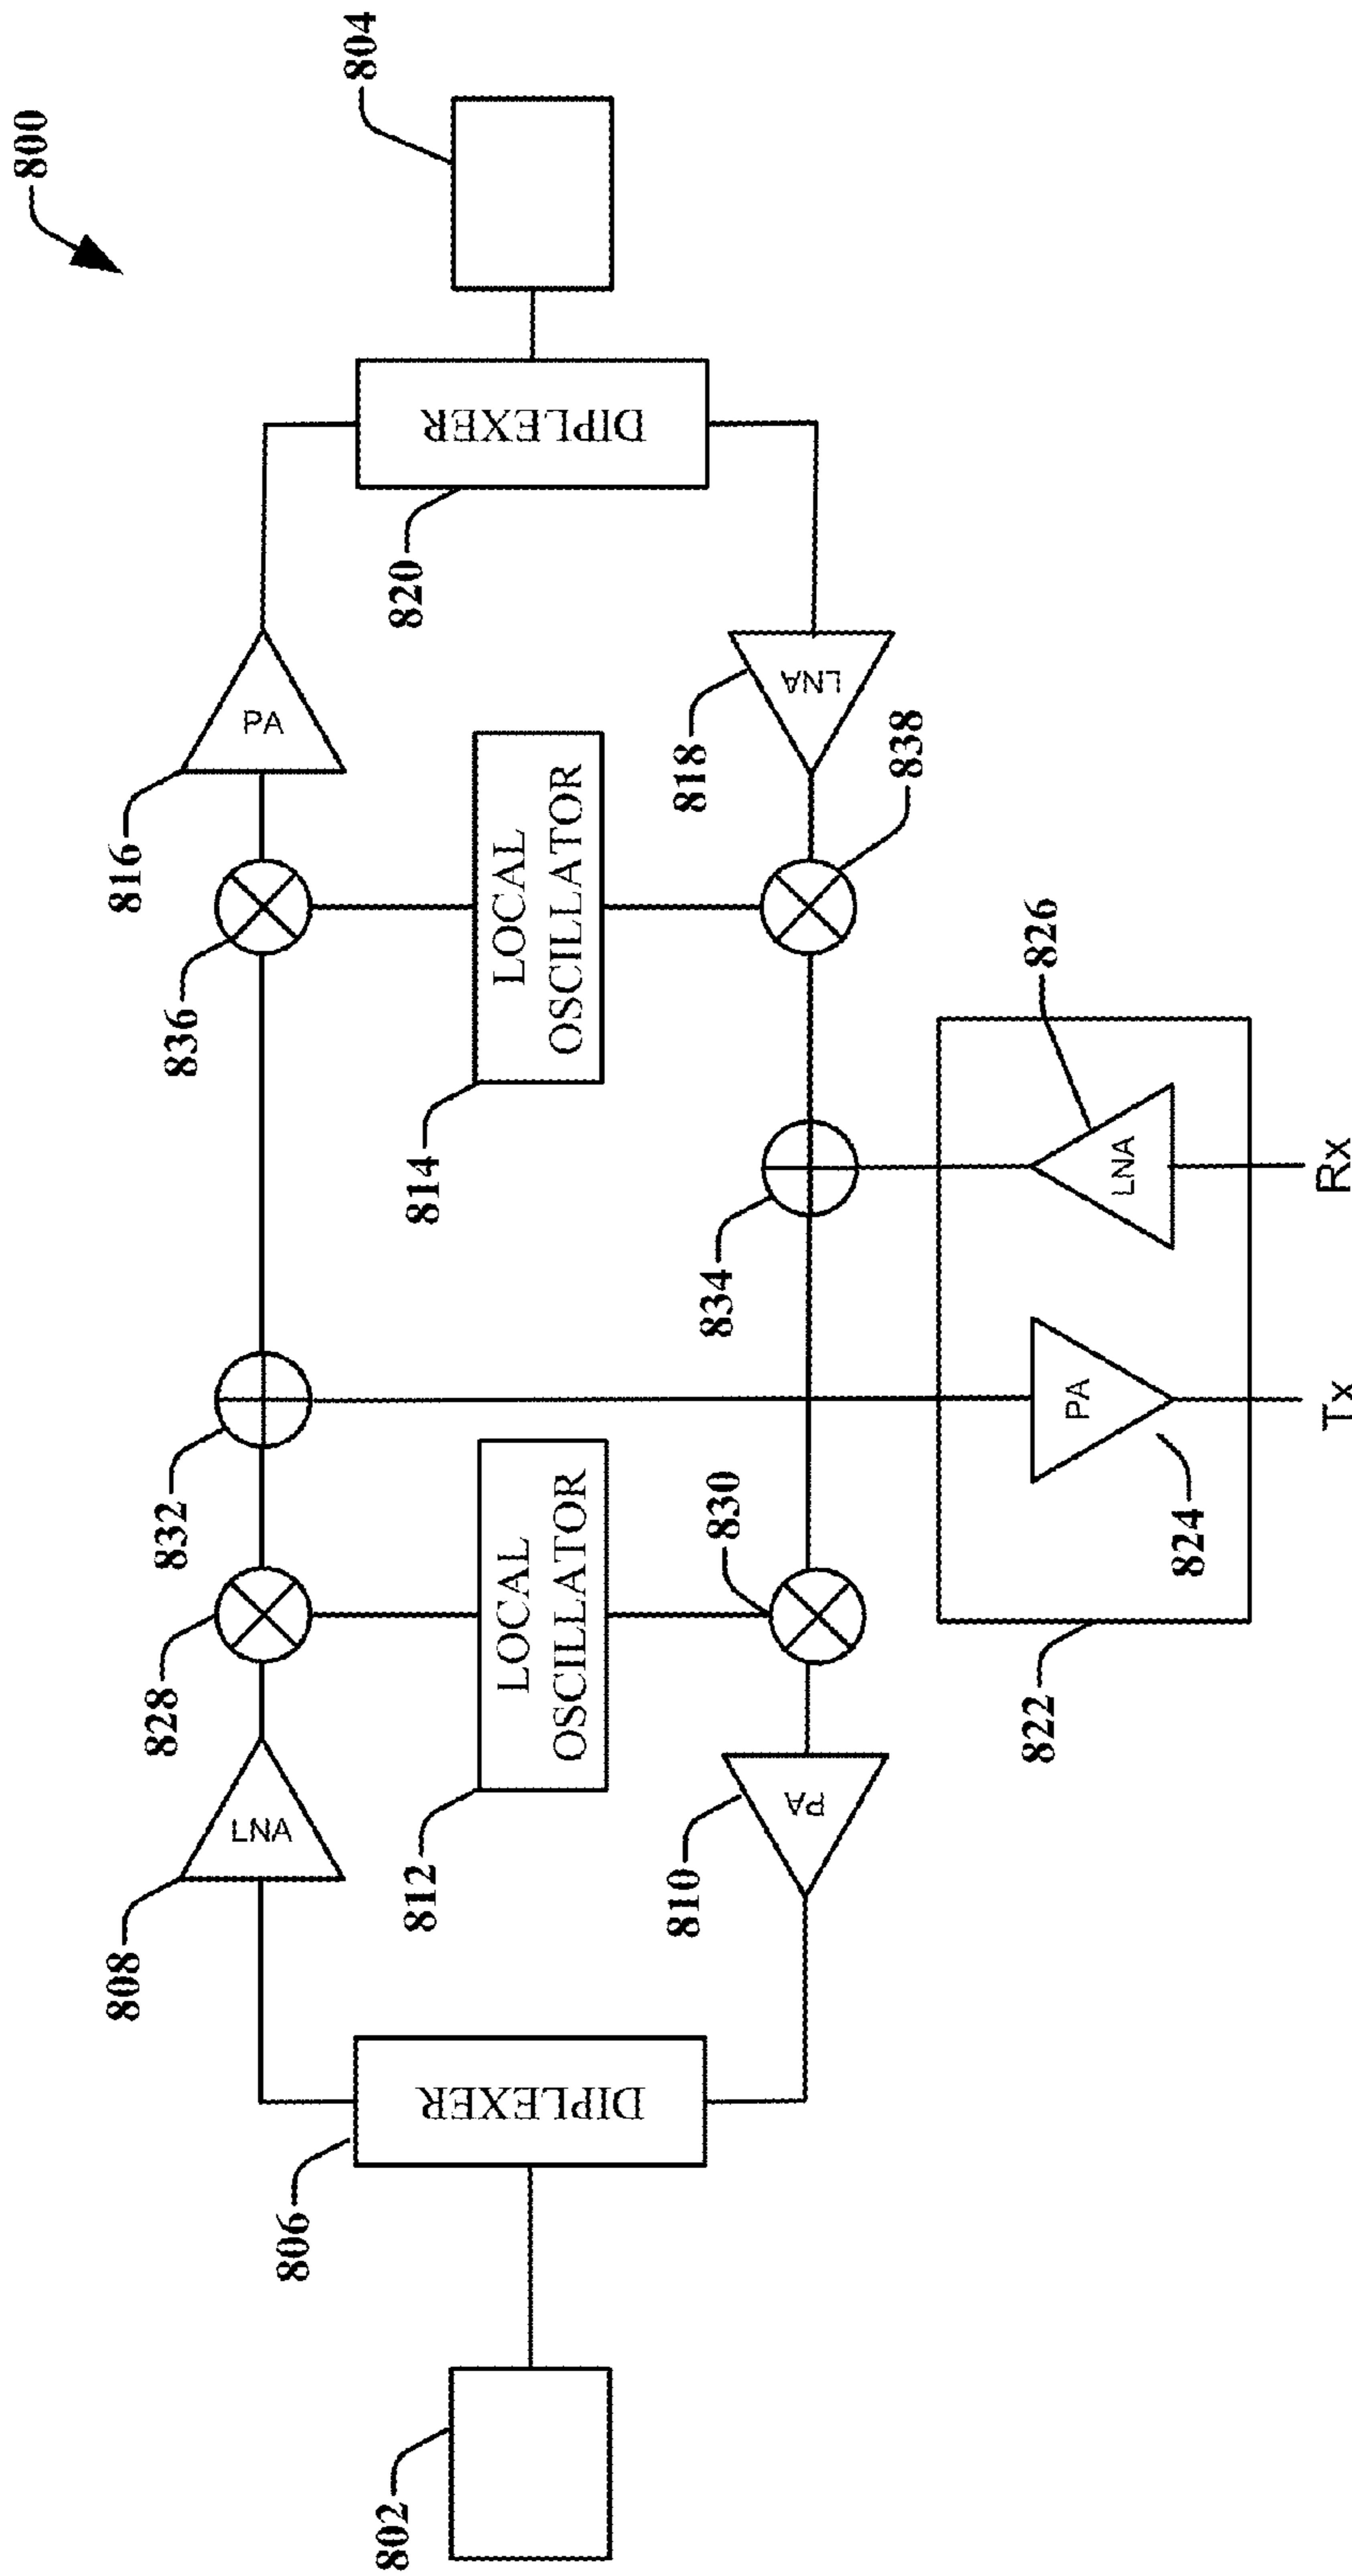 800
804
816
PA
836
820
DIPLEXER
814
LOCAL
OSCILLATOR
818
LNA
838
832
834
826
LNA
Rx
828
812
LOCAL
OSCILLATOR
830
PA
824
Tx
822
808
LNA
810
PA
806
DIPLEXER
802